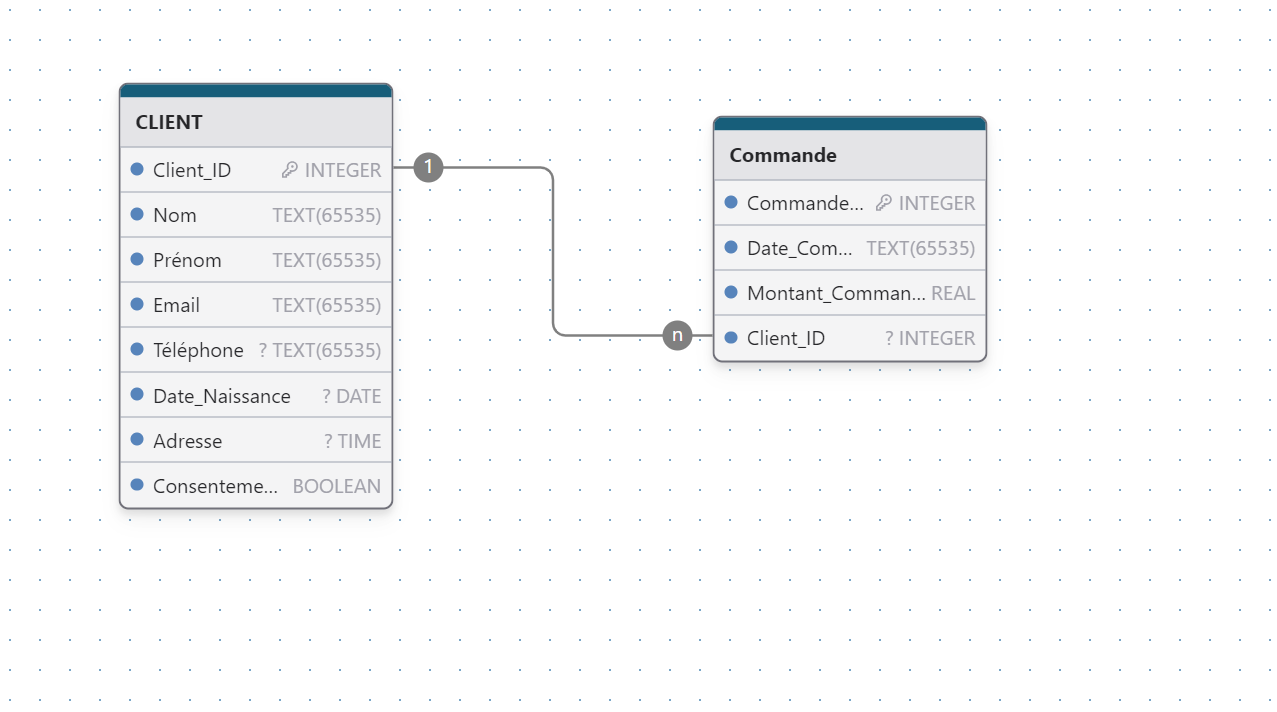 CLIENT
Client_ID INTEGER
Nom TEXT(65535)
Prénom TEXT(65535)
Email TEXT(65535)
Téléphone ? TEXT(65535)
Date_Naissance ? DATE
Adresse ? TIME
Consenteme... BOOLEAN
1
n
Commande
Commande... INTEGER
Date_Com... TEXT(65535)
Montant_Comman... REAL
Client_ID ? INTEGER